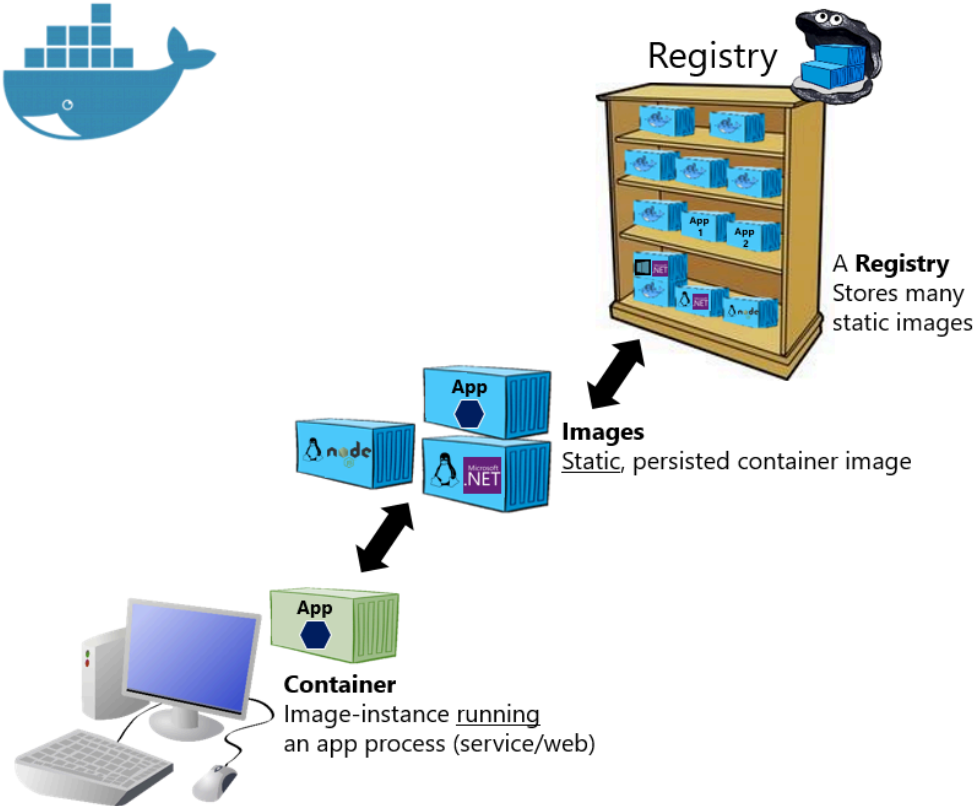 Registry
App
1
App
2
Microsoft
.NET
.NET
node
A Registry
Stores many
static images
App
node
Microsoft
.NET
Images
Static, persisted container image
App
Container
Image-instance running
an app process (service/web)